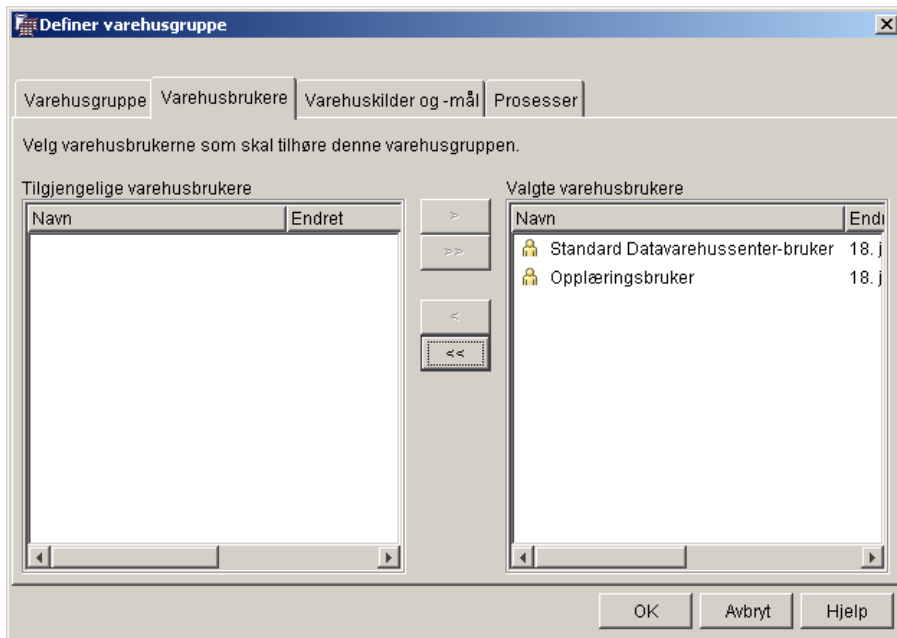 Definer varehusgruppe
Varehusgruppe Varehusbrukere Varehuskilder og -mål Prosesser
Velg varehusbrukerne som skal tilhøre denne varehusgruppen.
Tilgjengelige varehusbrukere
Navn Endret
>
>>
<
<<
Valgte varehusbrukere
Navn Endr
Standard Datavarehussenter-bruker 18. j
Opplæringsbruker 18. j
OK Avbryt Hjelp